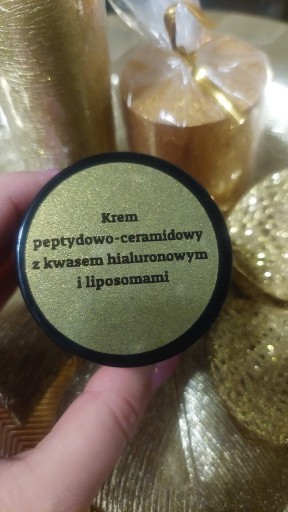 Krem
peptydowo-ceramidowy
z kwasem hialuronowym
i liposomami